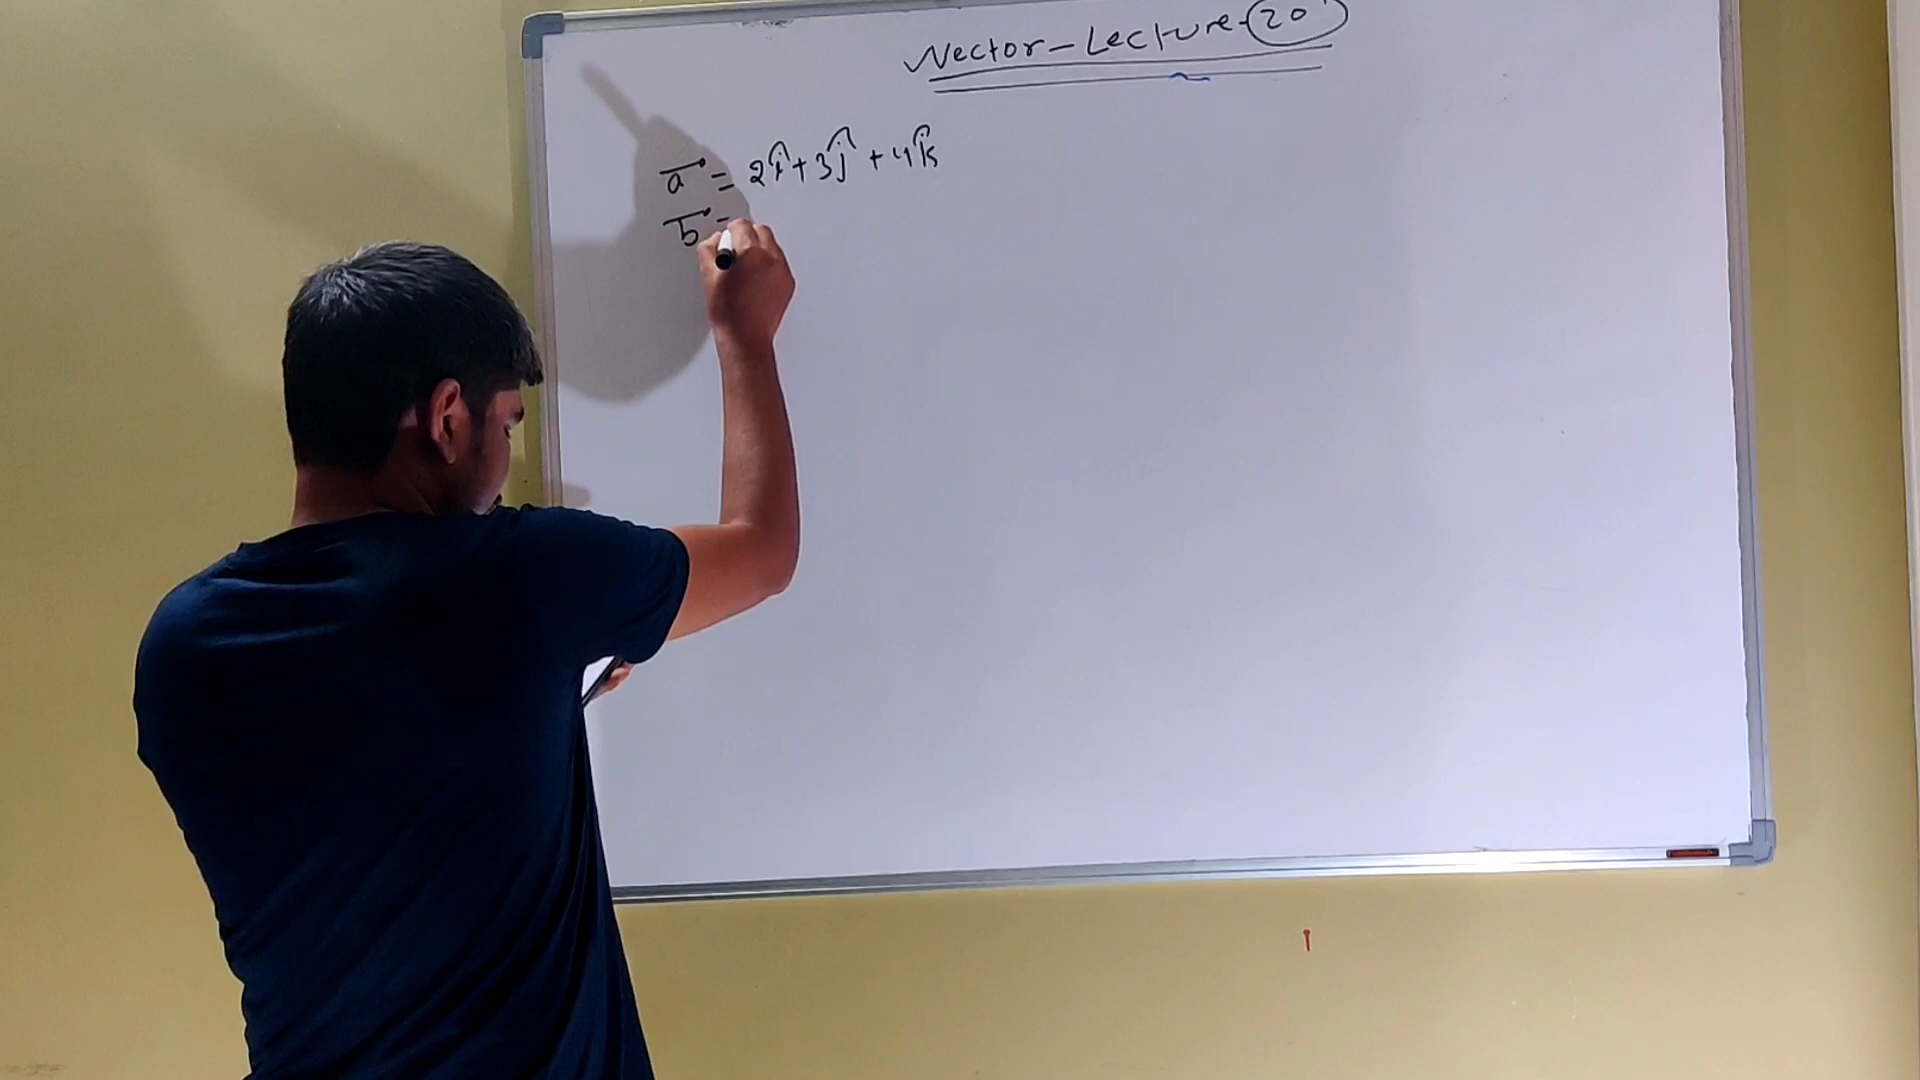 Vector - Lecture - 20
a⃗ = 2î + 3ĵ + 4k̂
b⃗ =